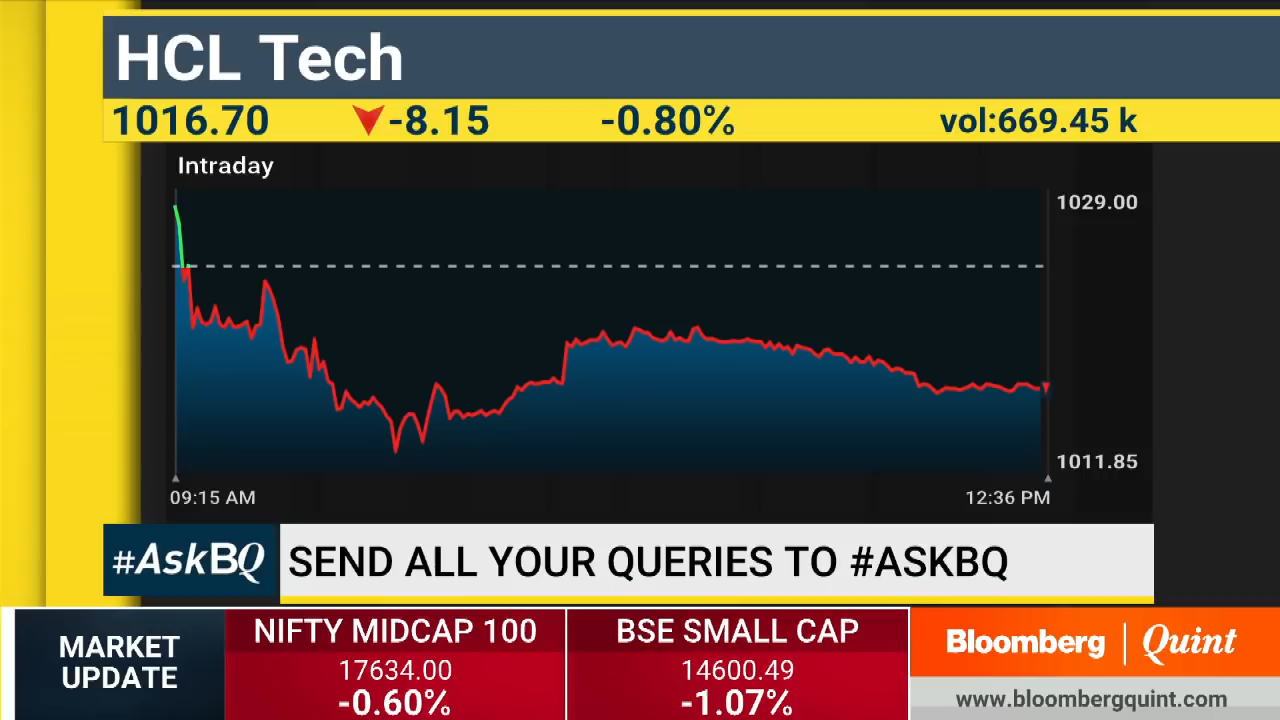 HCL Tech
1016.70 -8.15 -0.80% vol:669.45 k
Intraday
1029.00
1011.85
09:15 AM 12:36 PM
#AskBQ SEND ALL YOUR QUERIES TO #ASKBQ
MARKET UPDATE
NIFTY MIDCAP 100
17634.00
-0.60%
BSE SMALL CAP
14600.49
-1.07%
Bloomberg | Quint
www.bloombergquint.com